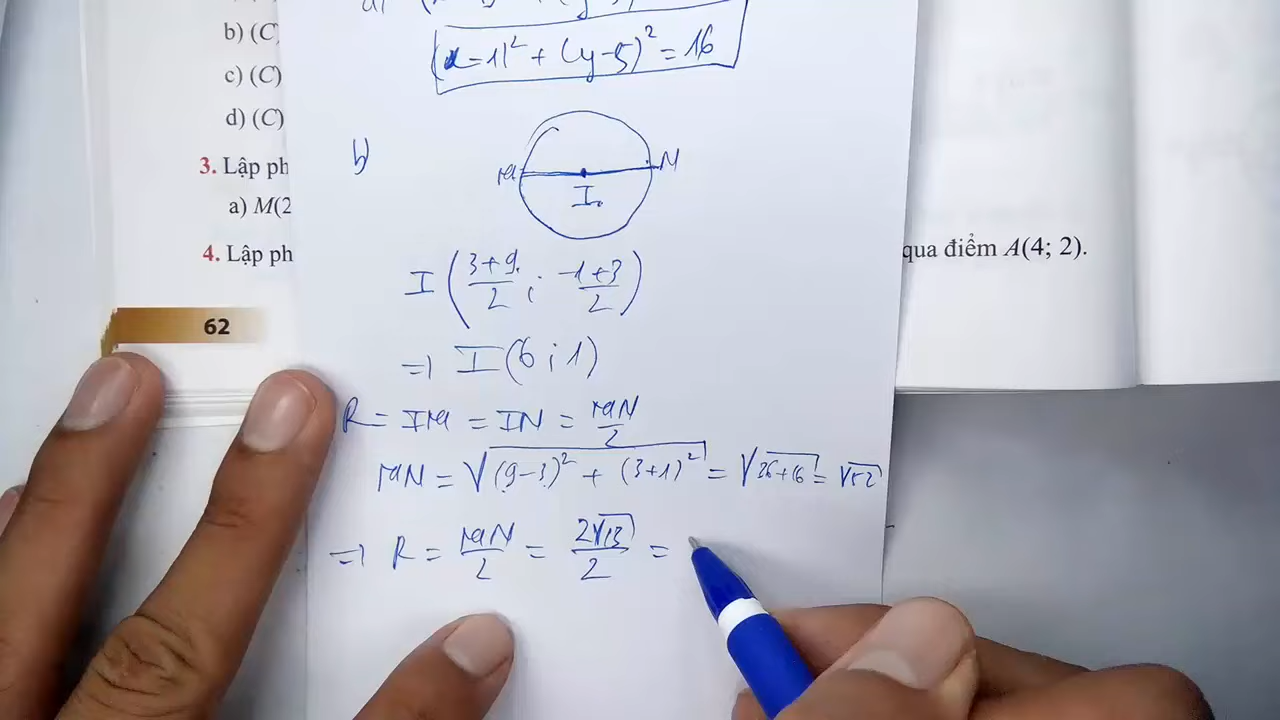 b) (C)
c) (C)
d) (C)
3. Lập ph
a) M(2
4. Lập ph
62
qua điểm A(4; 2).
(x-1)² + (y-5)² = 16
b)
M N
I
I (3+9/2 ; -1+3/2)
=> I(6;1)
R = IM = IN = MN/2
MN = √(9-3)² + (3+1)² = √36+16 = √52
=> R = MN/2 = 2√13/2 =